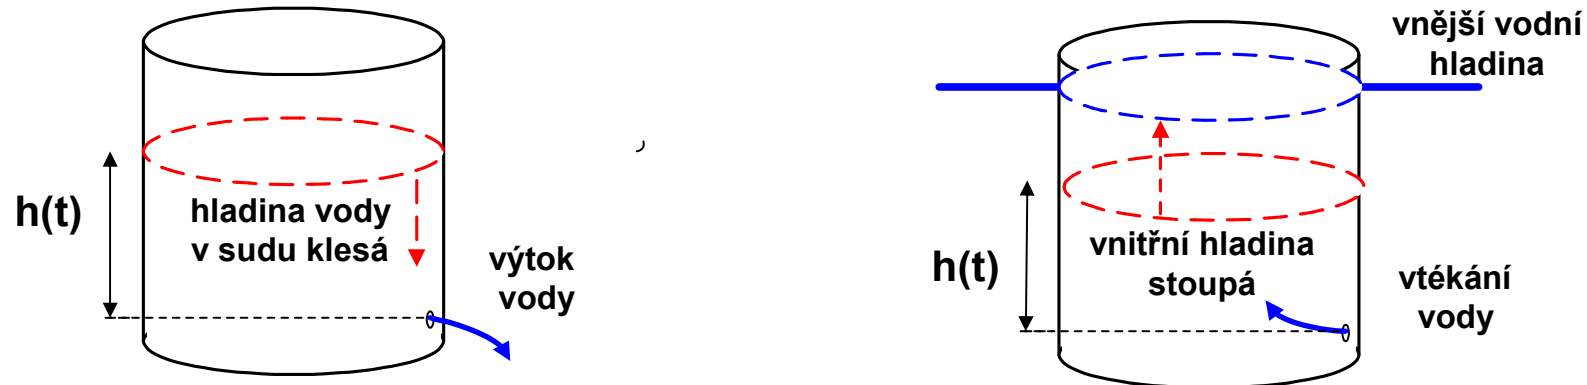 h(t)
hladina vody
v sudu klesá
výtok
vody
vnější vodní
hladina
h(t)
vnitřní hladina
stoupá
vtékání
vody